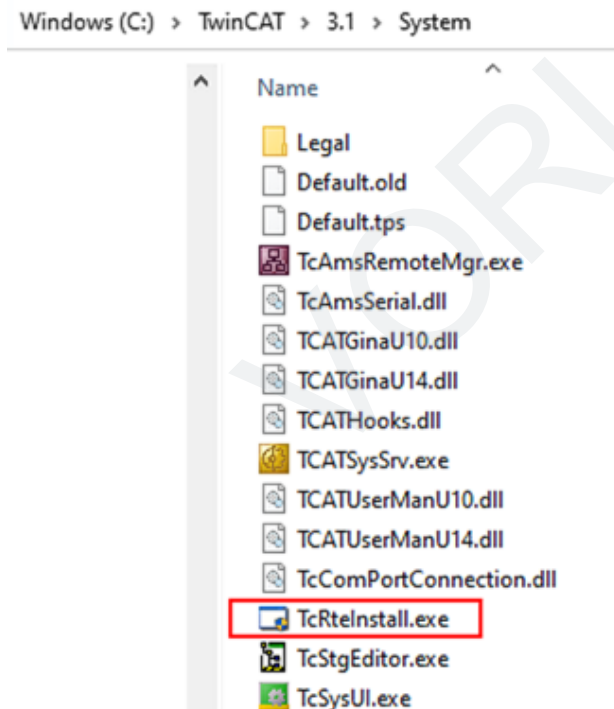 Windows (C:) > TwinCAT > 3.1 > System
Name
Legal
Default.old
Default.tps
TcAmsRemoteMgr.exe
TcAmsSerial.dll
TCATGinaU10.dll
TCATGinaU14.dll
TCATHooks.dll
TCATSysSrv.exe
TCATUserManU10.dll
TCATUserManU14.dll
TcComPortConnection.dll
TcRteInstall.exe
TcStgEditor.exe
TcSysUI.exe